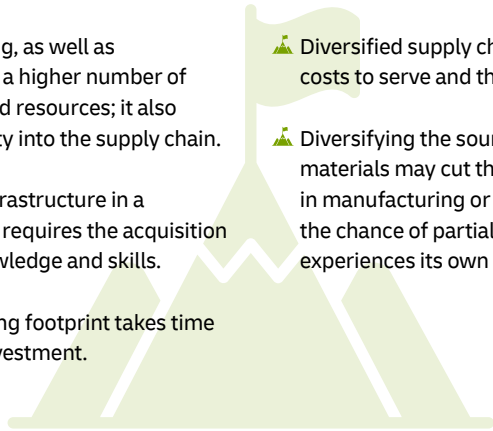 g, as well as
a higher number of
d resources; it also
ty into the supply chain.
rastructure in a
requires the acquisition
wledge and skills.
ng footprint takes time
vestment.
Diversified supply ch
costs to serve and th
Diversifying the sour
materials may cut th
in manufacturing or
the chance of partial
experiences its own